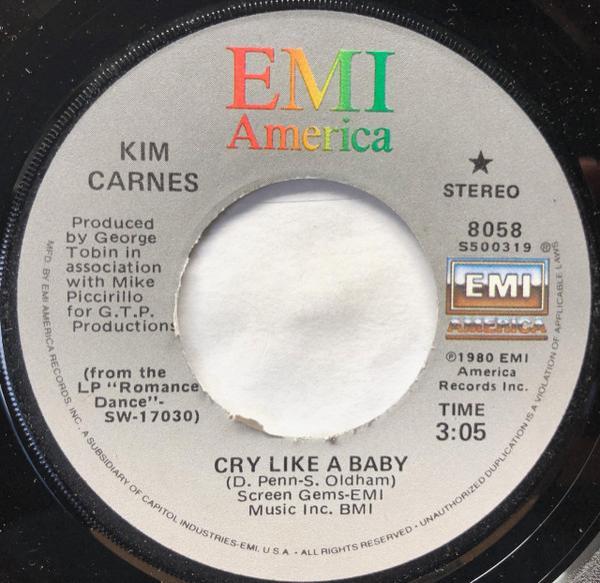 EMI
America
KIM
CARNES
★
STEREO
Produced
by George
Tobin in
association
with Mike
Piccirillo
for G.T.P.
Productions
(from the
LP "Romance
Dance"-
SW-17030)
8058
S500319 ℗
EMI
AMERICA
℗1980 EMI
America
Records Inc.
TIME
3:05
CRY LIKE A BABY
(D. Penn-S. Oldham)
Screen Gems-EMI
Music Inc. BMI
MFD. BY EMI AMERICA RECORDS, INC. · A SUBSIDIARY OF CAPITOL INDUSTRIES-EMI, U.S.A. · ALL RIGHTS RESERVED · UNAUTHORIZED DUPLICATION IS A VIOLATION OF APPLICABLE LAWS